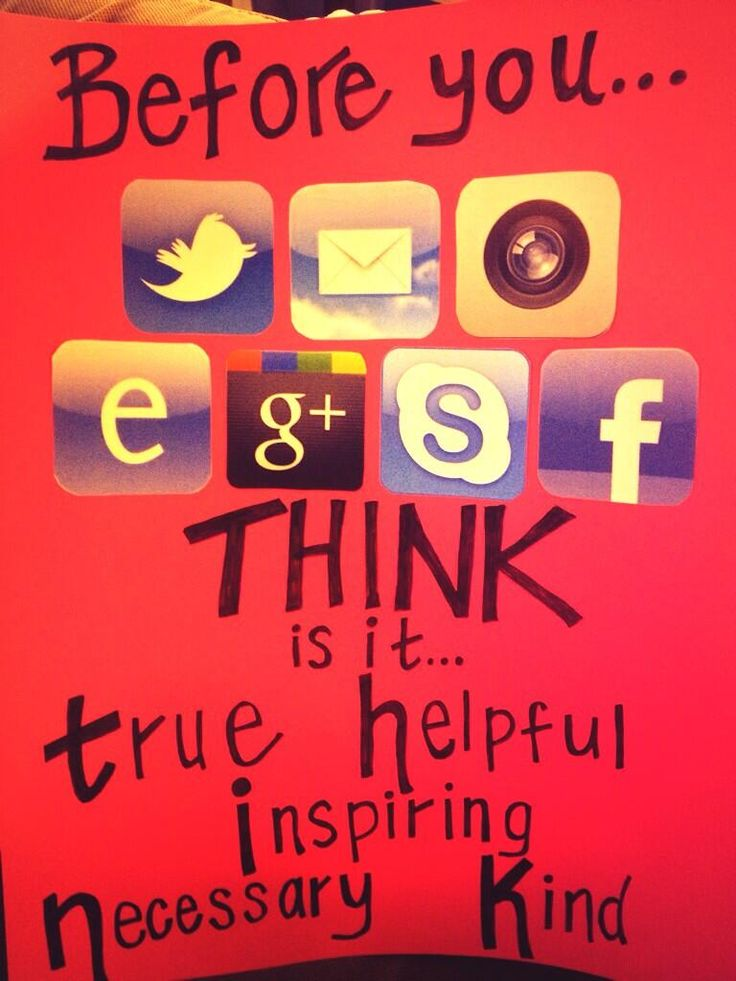 Before you...
e g+ S f
THINK
is it...
true helpful
inspiring
necessary Kind